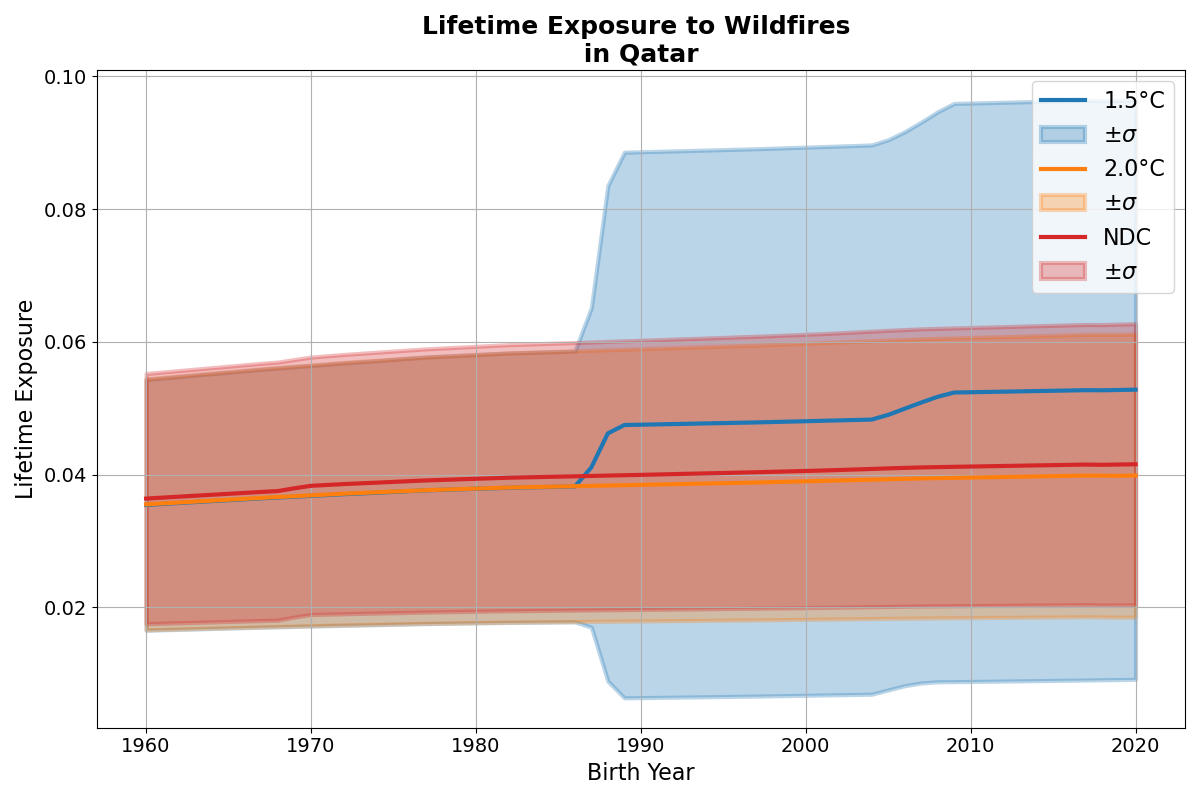 Lifetime Exposure to Wildfires
in Qatar
0.10
0.08
0.06
0.04
0.02
Lifetime Exposure
1960
1970
1980
1990
2000
2010
2020
Birth Year
1.5°C
±σ
2.0°C
±σ
NDC
±σ